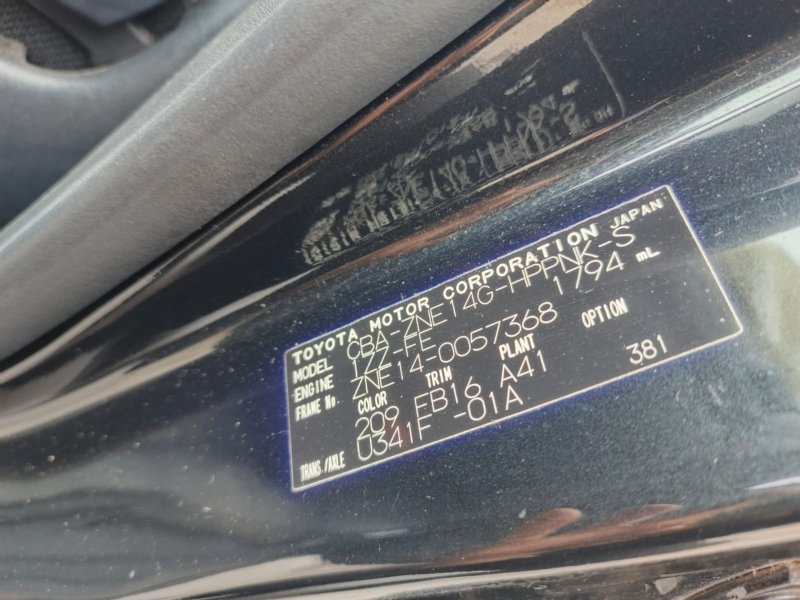 TOYOTA MOTOR CORPORATION JAPAN
MODEL CBA-ZNE14G-HPPNK-S
ENGINE 1ZZ-FE 1794 mL
FRAME No. ZNE14-0057368
COLOR TRIM PLANT OPTION
209 FB16 A41 381
TRANS./AXLE U341F -01A